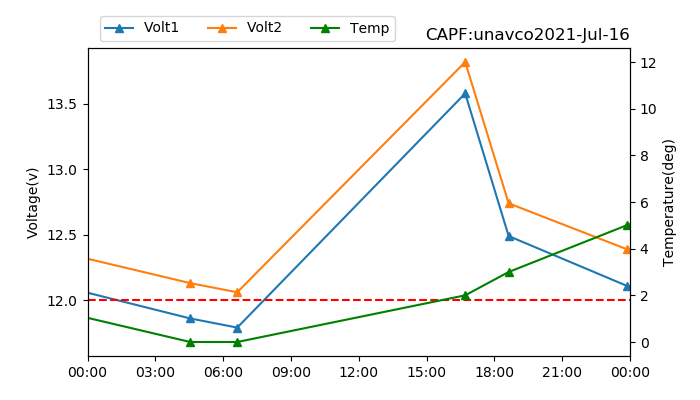 Volt1 Volt2 Temp
CAPF:unavco2021-Jul-16
Voltage(v)
13.5
13.0
12.5
12.0
12
10
8
6
4
2
0
Temperature(deg)
00:00 03:00 06:00 09:00 12:00 15:00 18:00 21:00 00:00